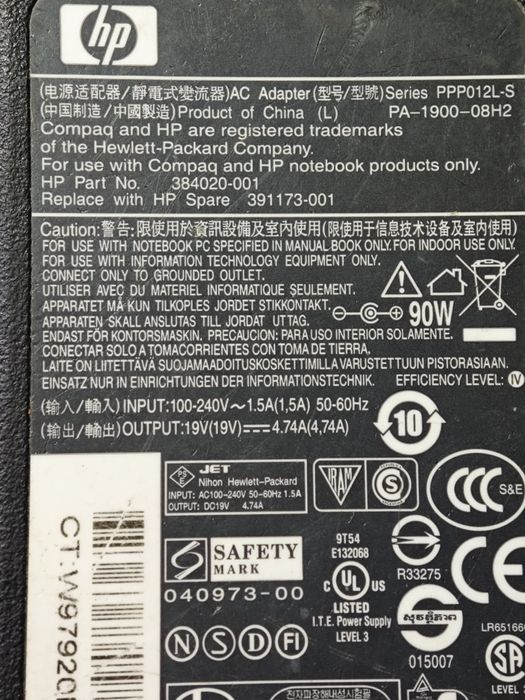 hp
(电源适配器/靜電式變流器)AC Adapter(型号/型號)Series PPP012L-S
(中国制造/中國製造)Product of China (L) PA-1900-08H2
Compaq and HP are registered trademarks
of the Hewlett-Packard Company.
For use with Compaq and HP notebook products only.
HP Part No. 384020-001
Replace with HP Spare 391173-001
Caution:警告:限使用於資訊設備及室內使用(限使用于信息技术设备及室内使用)
FOR USE WITH NOTEBOOK PC SPECIFIED IN MANUAL BOOK ONLY. FOR INDOOR USE ONLY.
FOR USE WITH INFORMATION TECHNOLOGY EQUIPMENT ONLY.
CONNECT ONLY TO GROUNDED OUTLET.
UTILISER AVEC DU MATERIEL INFORMATIQUE SEULEMENT.
APPARATET MÅ KUN TILKOPLES JORDET STIKKONTAKT.
APPARATEN SKALL ANSLUTAS TILL JORDAT UTTAG.
90W
ENDAST FÖR KONTORSMASKIN. PRECAUCION: PARA USO INTERIOR SOLAMENTE.
CONECTAR SOLO A TOMACORRIENTES CON TOMA DE TIERRA,
LAITE ON LIITETTÄVÄ SUOJAMAADOITUSKOSKETTIMILLA VARUSTETTUUN PISTORASIAAN.
EINSATZ NUR IN EINRICHTUNGEN DER INFORMATIONSTECHNIK. EFFICIENCY LEVEL: IV
(输入/輸入)INPUT:100-240V～1.5A(1,5A) 50-60Hz
(输出/輸出)OUTPUT:19V(19V)⎓4.74A(4,74A)
10
PSE JET
Nihon Hewlett-Packard
INPUT: AC100-240V 50-60Hz 1.5A
OUTPUT: DC19V 4.74A
IRAM
S
CCC S&E
SAFETY
MARK
040973-00
9T54
E132068
c UL US
LISTED
I.T.E. Power Supply
LEVEL 3
R33275
CE
N S D FI
015007
LR65166
SA
LEVEL
CT:W9792C
hp